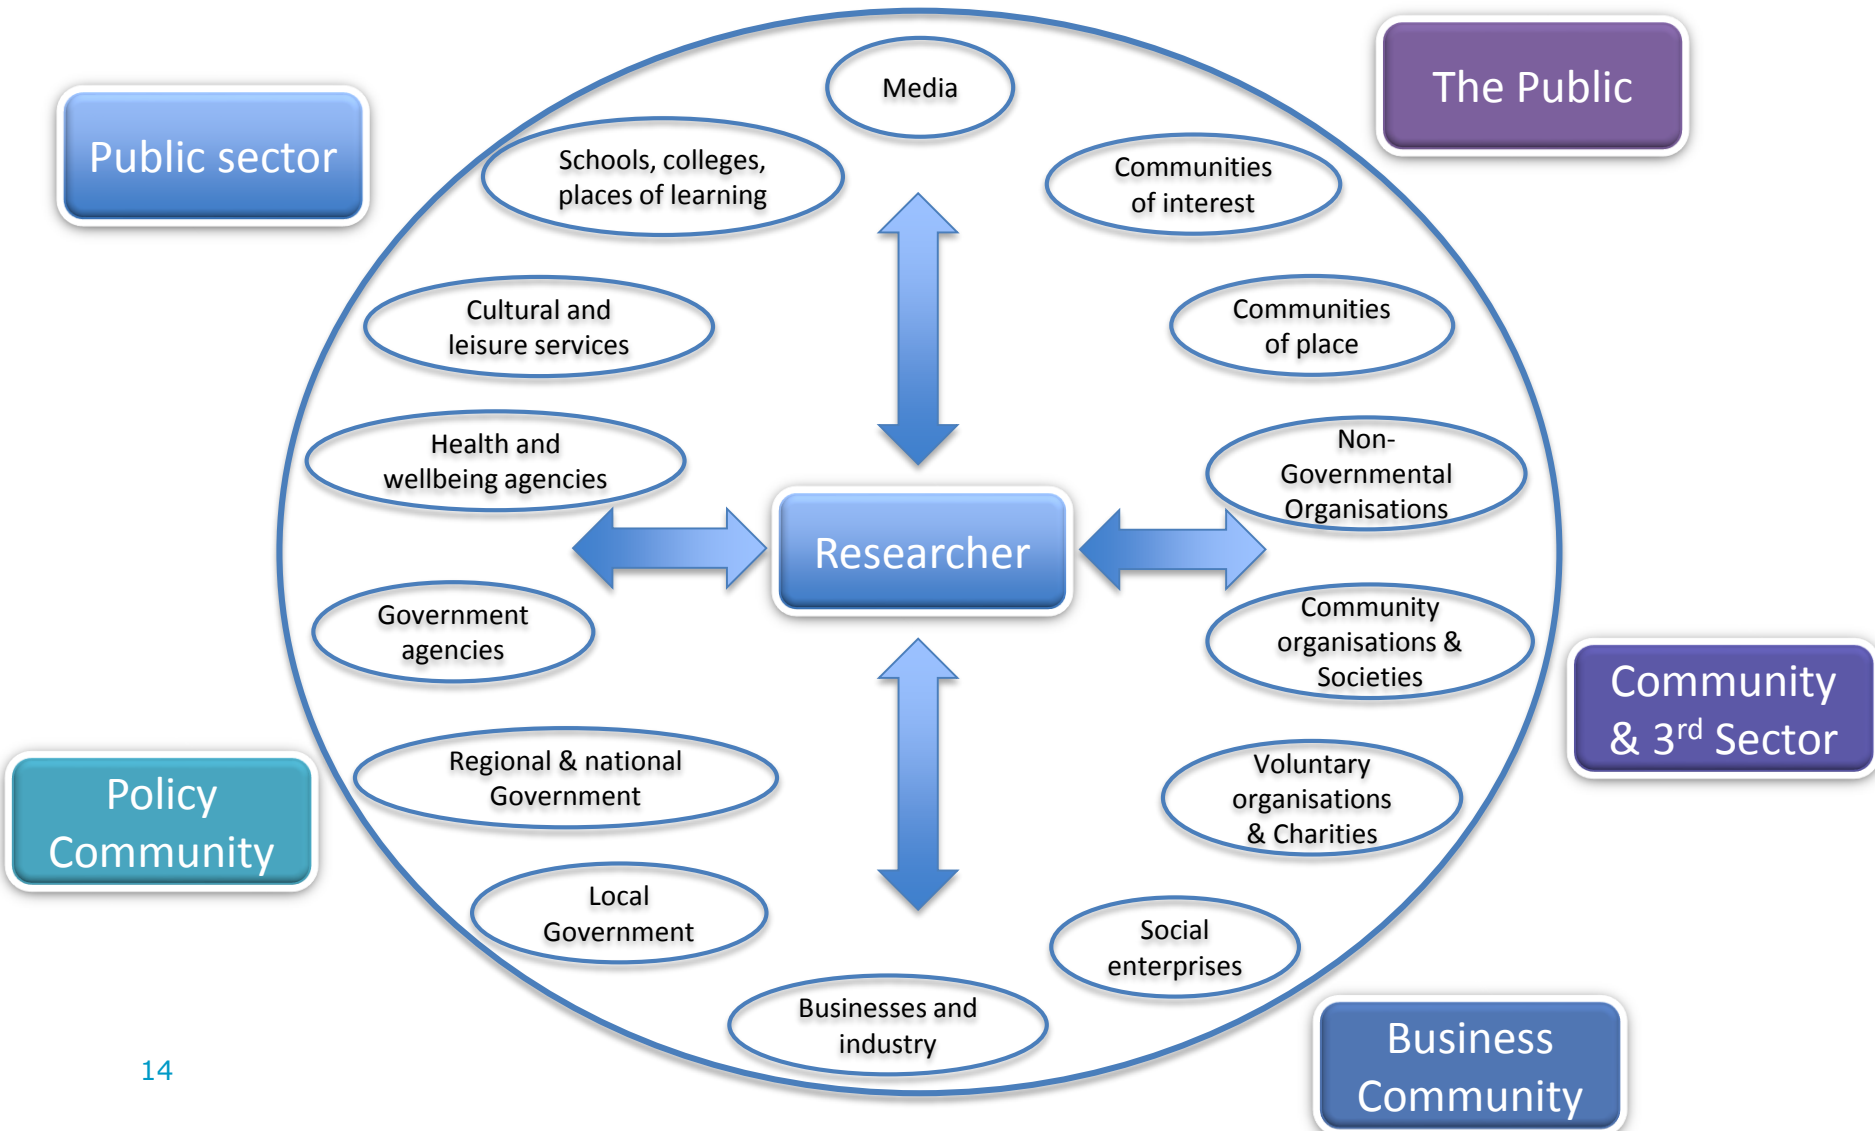 Media
The Public
Public sector
Schools, colleges,
places of learning
Communities
of interest
Cultural and
leisure services
Communities
of place
Health and
wellbeing agencies
Non-
Governmental
Organisations
Researcher
Government
agencies
Community
organisations &
Societies
Community
& 3rd Sector
Regional & national
Government
Voluntary
organisations
& Charities
Policy
Community
Local
Government
Social
enterprises
Businesses and
industry
Business
Community
14